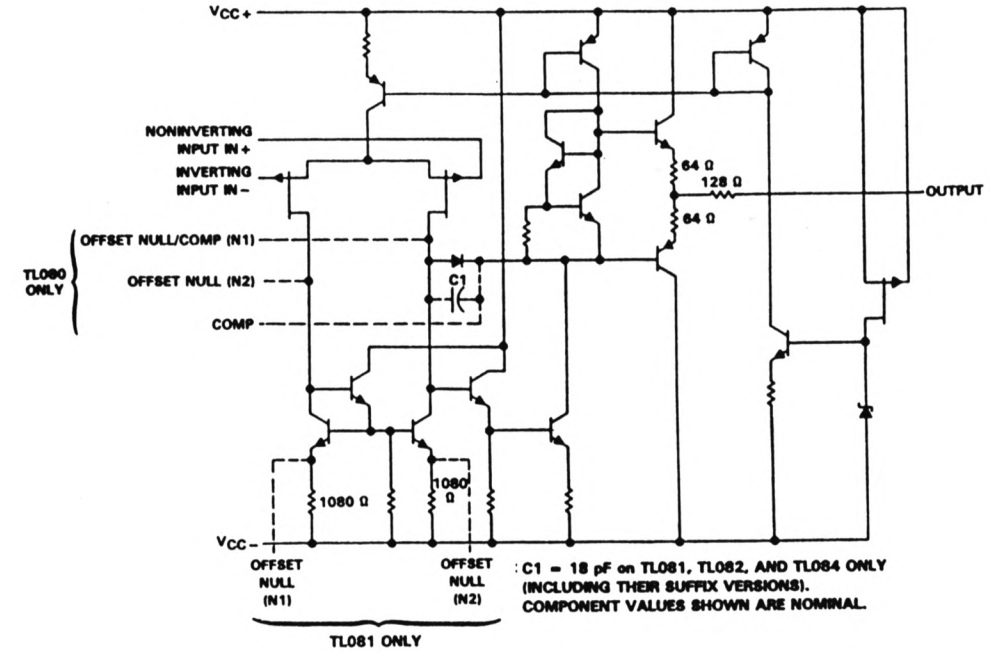 VCC+
NONINVERTING
INPUT IN+
INVERTING
INPUT IN-
64 Ω
128 Ω
OUTPUT
64 Ω
OFFSET NULL/COMP (N1)
TL080
ONLY
OFFSET NULL (N2)
C1
COMP
1080 Ω
1080
Ω
VCC-
OFFSET
NULL
(N1)
OFFSET
NULL
(N2)
: C1 = 18 pF on TL081, TL082, AND TL084 ONLY
(INCLUDING THEIR SUFFIX VERSIONS).
COMPONENT VALUES SHOWN ARE NOMINAL.
TL081 ONLY